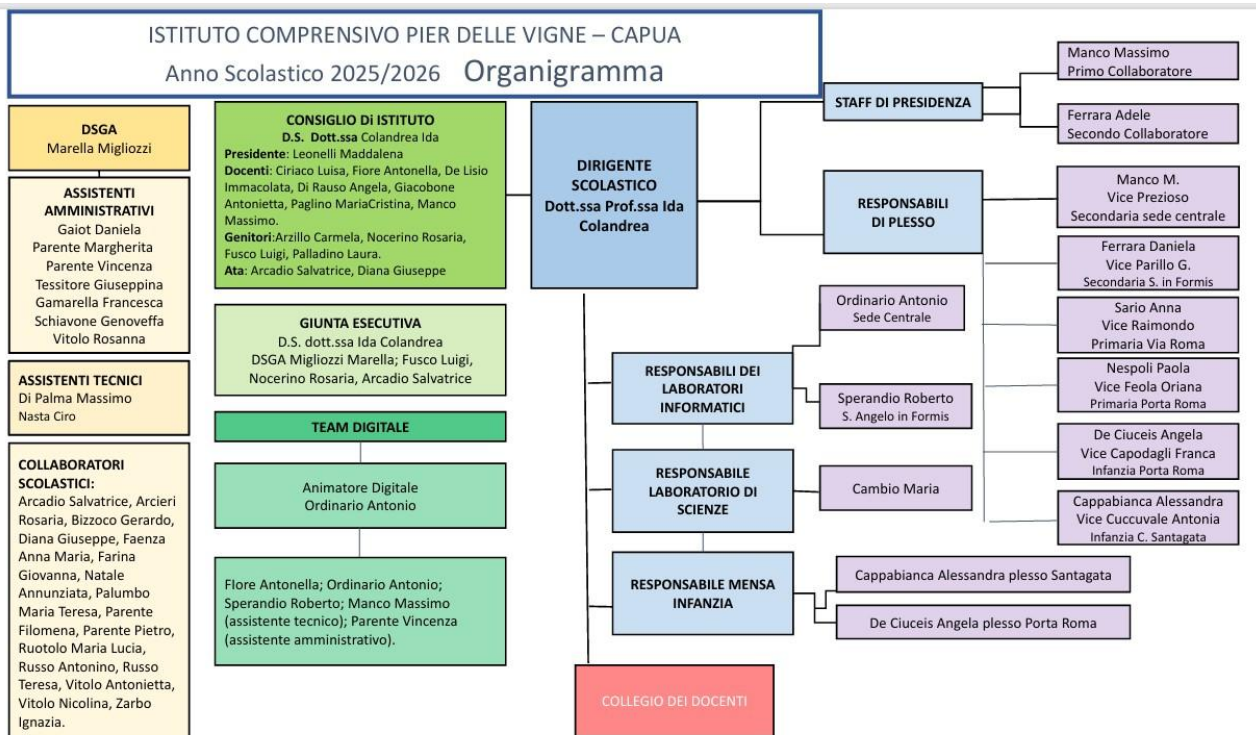 ISTITUTO COMPRENSIVO PIER DELLE VIGNE – CAPUA
Anno Scolastico 2025/2026 Organigramma
DSGA
Marella Migliozzi
ASSISTENTI
AMMINISTRATIVI
Gaiot Daniela
Parente Margherita
Parente Vincenza
Tessitore Giuseppina
Gamarella Francesca
Schiavone Genoveffa
Vitolo Rosanna
ASSISTENTI TECNICI
Di Palma Massimo
Nasta Ciro
COLLABORATORI
SCOLASTICI:
Arcadio Salvatrice, Arcieri
Rosaria, Bizzoco Gerardo,
Diana Giuseppe, Faenza
Anna Maria, Farina
Giovanna, Natale
Annunziata, Palumbo
Maria Teresa, Parente
Filomena, Parente Pietro,
Ruotolo Maria Lucia,
Russo Antonino, Russo
Teresa, Vitolo Antonietta,
Vitolo Nicolina, Zarbo
Ignazia.
CONSIGLIO Di ISTITUTO
D.S. Dott.ssa Colandrea Ida
Presidente: Leonelli Maddalena
Docenti: Ciriaco Luisa, Fiore Antonella, De Lisio
Immacolata, Di Rauso Angela, Giacobone
Antonietta, Paglino MariaCristina, Manco
Massimo.
Genitori:Arzillo Carmela, Nocerino Rosaria,
Fusco Luigi, Palladino Laura.
Ata: Arcadio Salvatrice, Diana Giuseppe
GIUNTA ESECUTIVA
D.S. dott.ssa Ida Colandrea
DSGA Migliozzi Marella; Fusco Luigi,
Nocerino Rosaria, Arcadio Salvatrice
TEAM DIGITALE
Animatore Digitale
Ordinario Antonio
FIore Antonella; Ordinario Antonio;
Sperandio Roberto; Manco Massimo
(assistente tecnico); Parente Vincenza
(assistente amministrativo).
DIRIGENTE
SCOLASTICO
Dott.ssa Prof.ssa Ida
Colandrea
RESPONSABILI DEI
LABORATORI
INFORMATICI
Ordinario Antonio
Sede Centrale
Sperandio Roberto
S. Angelo in Formis
RESPONSABILE
LABORATORIO DI
SCIENZE
Cambio Maria
RESPONSABILE MENSA
INFANZIA
Cappabianca Alessandra plesso Santagata
De Ciuceis Angela plesso Porta Roma
COLLEGIO DEI DOCENTI
STAFF DI PRESIDENZA
Manco Massimo
Primo Collaboratore
Ferrara Adele
Secondo Collaboratore
RESPONSABILI
DI PLESSO
Manco M.
Vice Prezioso
Secondaria sede centrale
Ferrara Daniela
Vice Parillo G.
Secondaria S. in Formis
Sario Anna
Vice Raimondo
Primaria Via Roma
Nespoli Paola
Vice Feola Oriana
Primaria Porta Roma
De Ciuceis Angela
Vice Capodagli Franca
Infanzia Porta Roma
Cappabianca Alessandra
Vice Cuccuvale Antonia
Infanzia C. Santagata